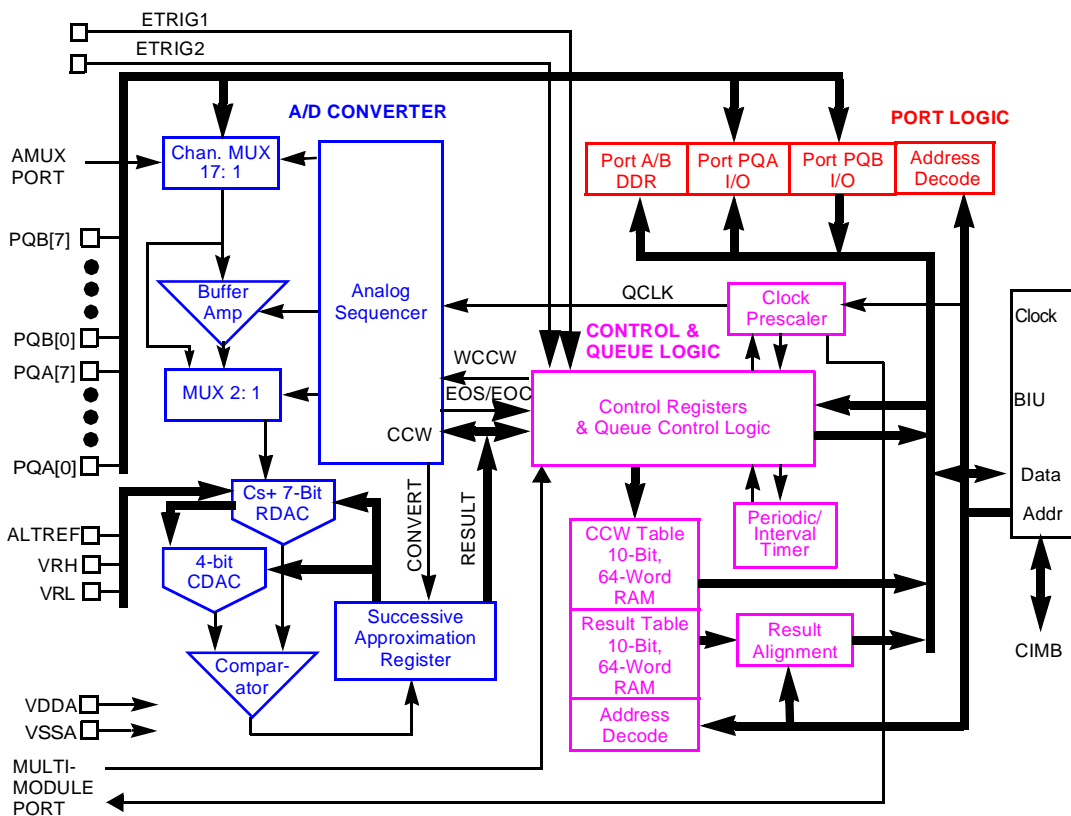 ETRIG1
ETRIG2
A/D CONVERTER
PORT LOGIC
AMUX
PORT
Chan. MUX
17: 1
Port A/B
DDR
Port PQA
I/O
Port PQB
I/O
Address
Decode
PQB[7]
PQB[0]
PQA[7]
PQA[0]
Buffer
Amp
Analog
Sequencer
QCLK
Clock
Prescaler
Clock
BIU
Data
Addr
CONTROL &
QUEUE LOGIC
WCCW
EOS/EOC
CCW
MUX 2: 1
Control Registers
& Queue Control Logic
Cs+ 7-Bit
RDAC
CONVERT
RESULT
ALTREF
VRH
VRL
4-bit
CDAC
CCW Table
10-Bit,
64-Word
RAM
Periodic/
Interval
Timer
Successive
Approximation
Register
Result Table
10-Bit,
64-Word
RAM
Result
Alignment
CIMB
Compar-
ator
VDDA
VSSA
Address
Decode
MULTI-
MODULE
PORT